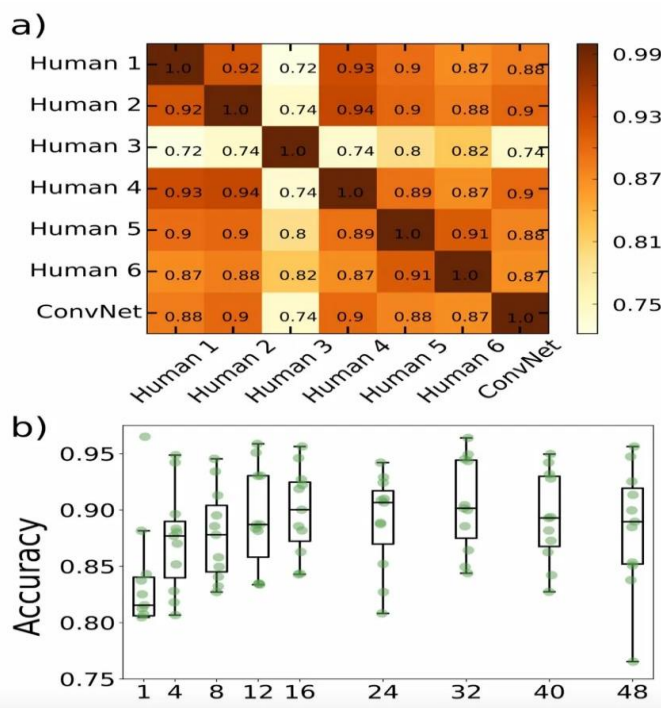 a)
Human 1 1.0 0.92 0.72 0.93 0.9 0.87 0.88
Human 2 0.92 1.0 0.74 0.94 0.9 0.88 0.9
Human 3 0.72 0.74 1.0 0.74 0.8 0.82 0.74
Human 4 0.93 0.94 0.74 1.0 0.89 0.87 0.9
Human 5 0.9 0.9 0.8 0.89 1.0 0.91 0.88
Human 6 0.87 0.88 0.82 0.87 0.91 1.0 0.87
ConvNet 0.88 0.9 0.74 0.9 0.88 0.87 1.0
Human 1 Human 2 Human 3 Human 4 Human 5 Human 6 ConvNet
0.99
0.93
0.87
0.81
0.75
b)
Accuracy
0.95
0.90
0.85
0.80
0.75
1 4 8 12 16 24 32 40 48